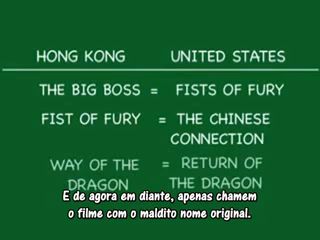 HONG KONG UNITED STATES
THE BIG BOSS = FISTS OF FURY
FIST OF FURY = THE CHINESE
CONNECTION
WAY OF THE = RETURN OF
DRAGON THE DRAGON
E de agora em diante, apenas chamem
o filme com o maldito nome original.